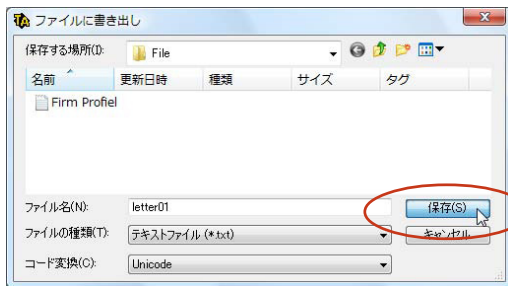 ファイルに書き出し
保存する場所(I):
File
名前 更新日時 種類 サイズ タグ
Firm Profiel
ファイル名(N): letter01 保存(S)
ファイルの種類(T): テキストファイル (*.txt) キャンセル
コード変換(C): Unicode